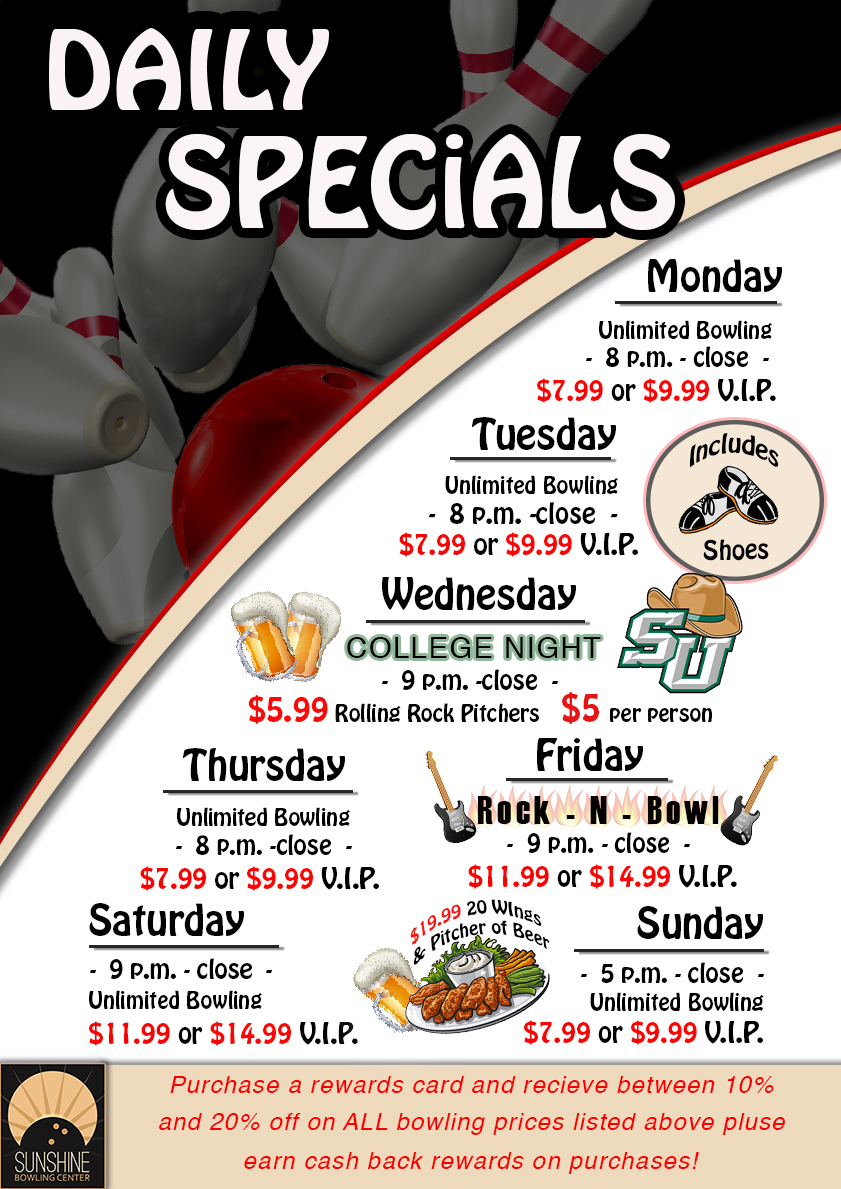 DAILY
SPECiALS
Monday
Unlimited Bowling
- 8 p.m. - close -
$7.99 or $9.99 V.I.P.
Tuesday
Unlimited Bowling
- 8 p.m. -close -
$7.99 or $9.99 V.I.P.
Includes
Shoes
Wednesday
COLLEGE NIGHT
SU
- 9 p.m. -close -
$5.99 Rolling Rock Pitchers $5 per person
Thursday
Unlimited Bowling
- 8 p.m. -close -
$7.99 or $9.99 V.I.P.
Friday
Rock - N - Bowl
- 9 p.m. - close -
$11.99 or $14.99 V.I.P.
Saturday
- 9 p.m. - close -
Unlimited Bowling
$11.99 or $14.99 V.I.P.
$19.99 20 Wings
& Pitcher of Beer
Sunday
- 5 p.m. - close -
Unlimited Bowling
$7.99 or $9.99 V.I.P.
Purchase a rewards card and recieve between 10%
and 20% off on ALL bowling prices listed above pluse
earn cash back rewards on purchases!
SUNSHINE
BOWLING CENTER